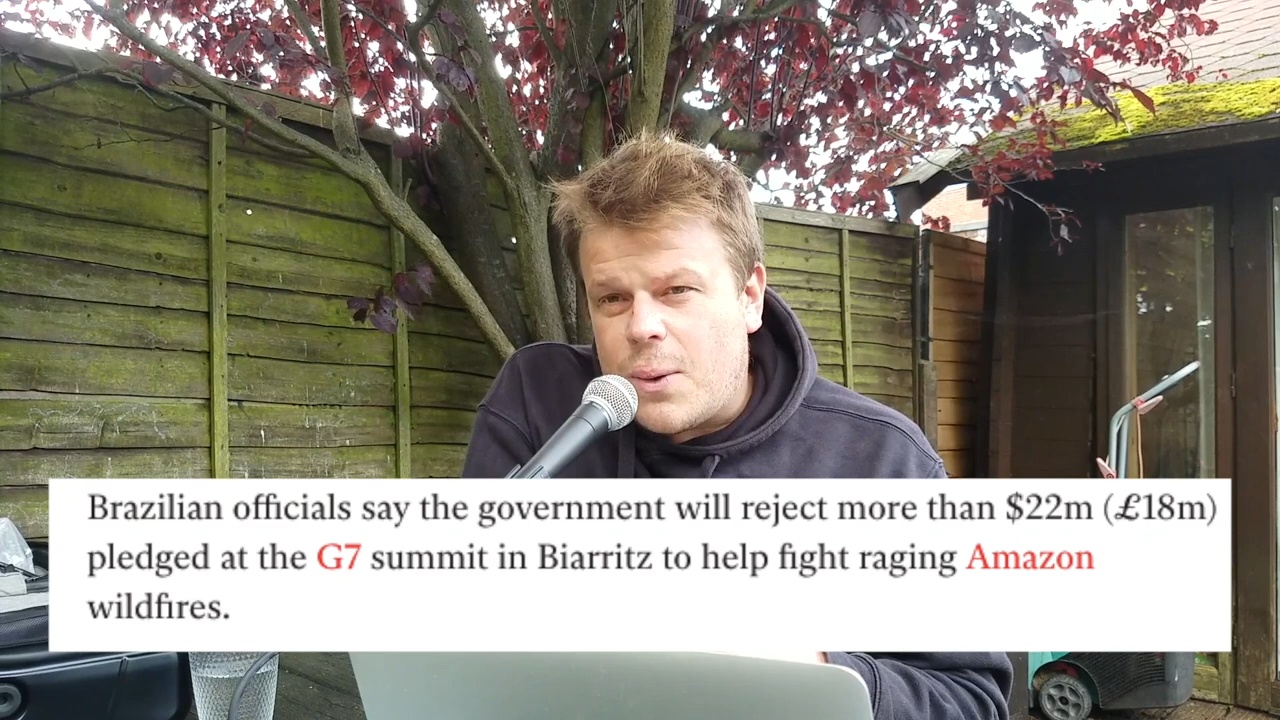 Brazilian officials say the government will reject more than $22m (£18m)
pledged at the G7 summit in Biarritz to help fight raging Amazon
wildfires.